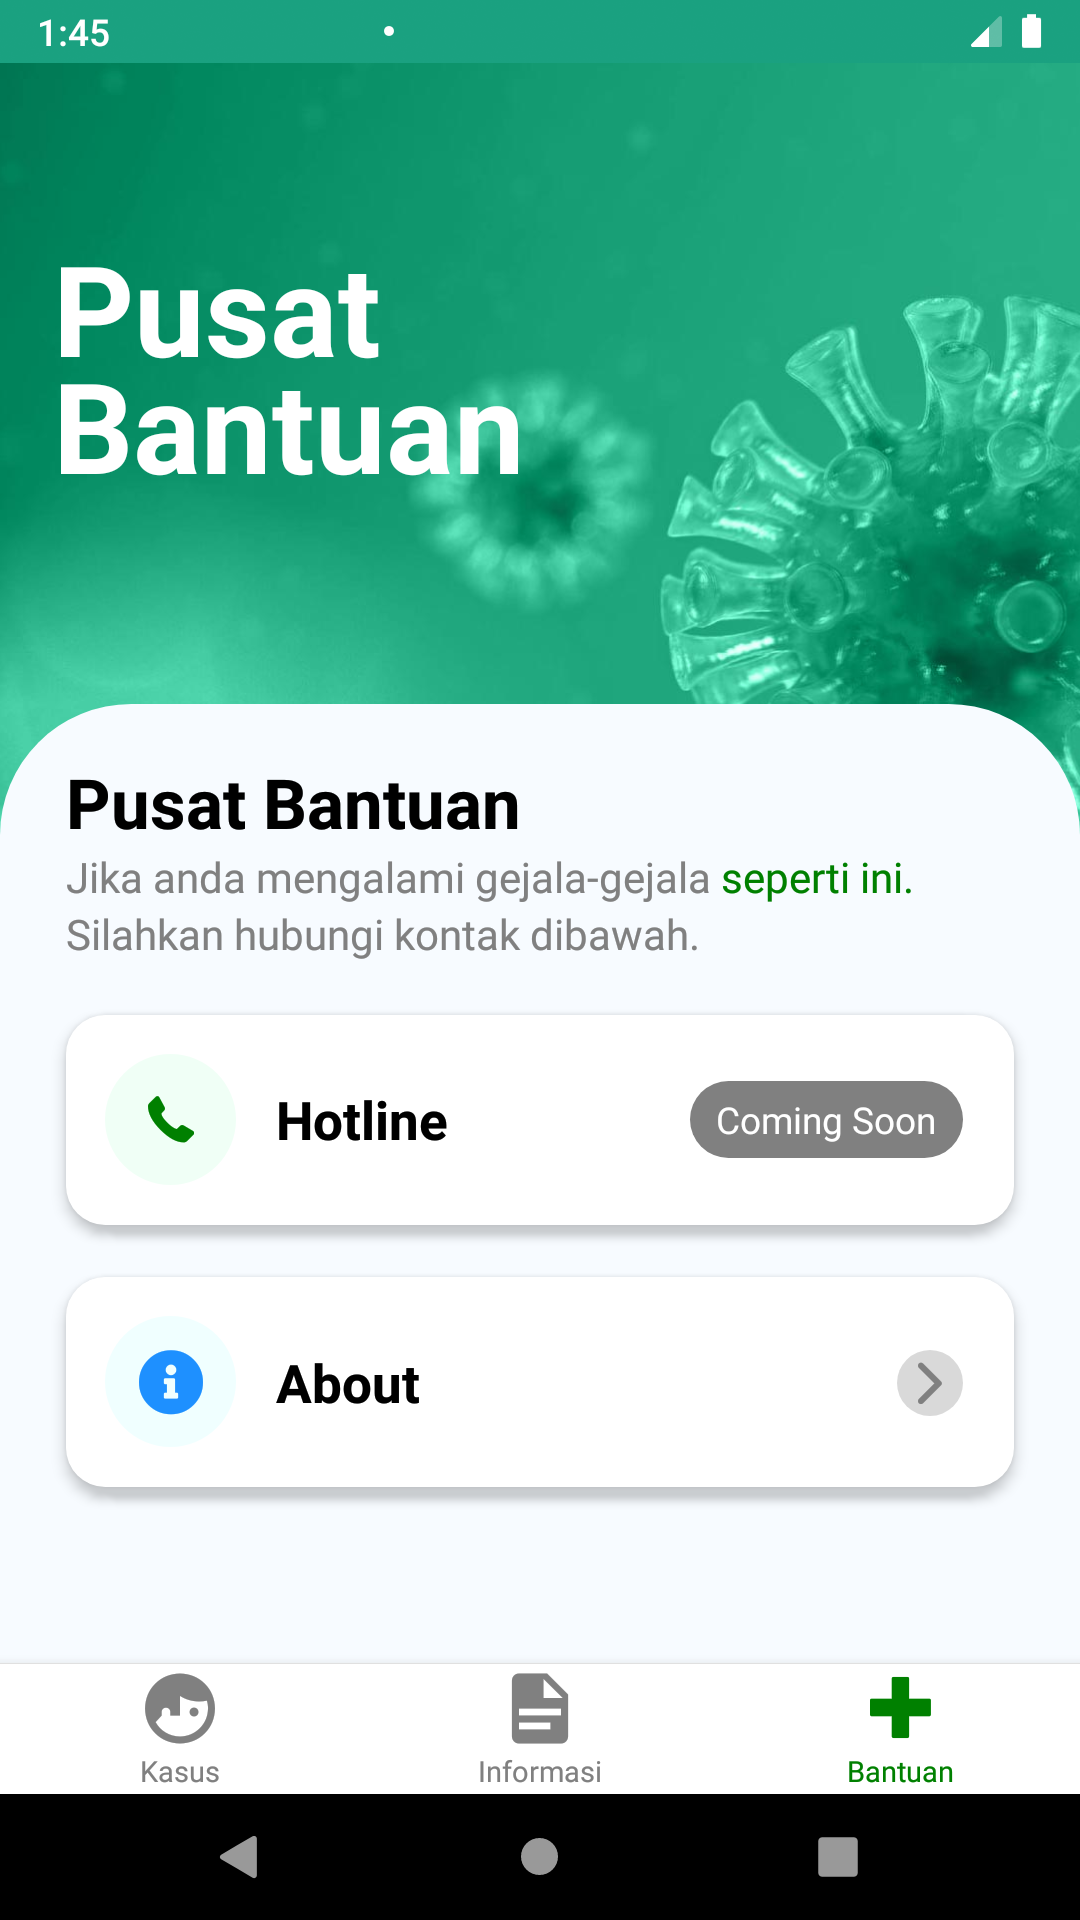 1:45
Pusat
Bantuan
Pusat Bantuan
Jika anda mengalami gejala-gejala seperti ini.
Silahkan hubungi kontak dibawah.
Hotline
Coming Soon
About
Kasus
Informasi
Bantuan